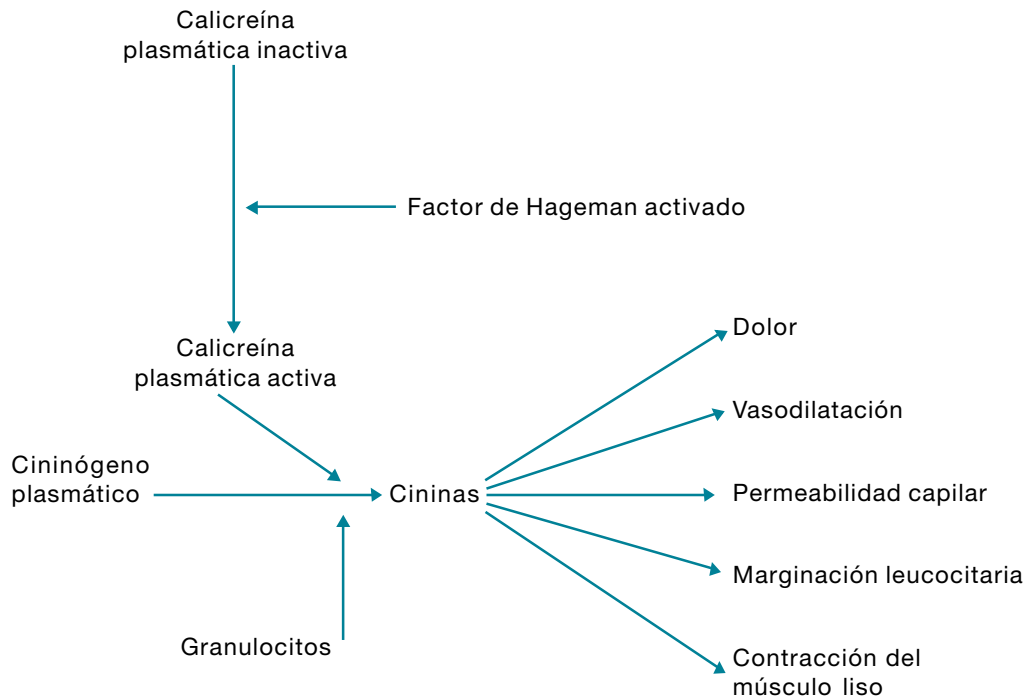 Calicreína
plasmática inactiva
Factor de Hageman activado
Calicreína
plasmática activa
Cininógeno
plasmático
Cininas
Granulocitos
Dolor
Vasodilatación
Permeabilidad capilar
Marginación leucocitaria
Contracción del
músculo liso